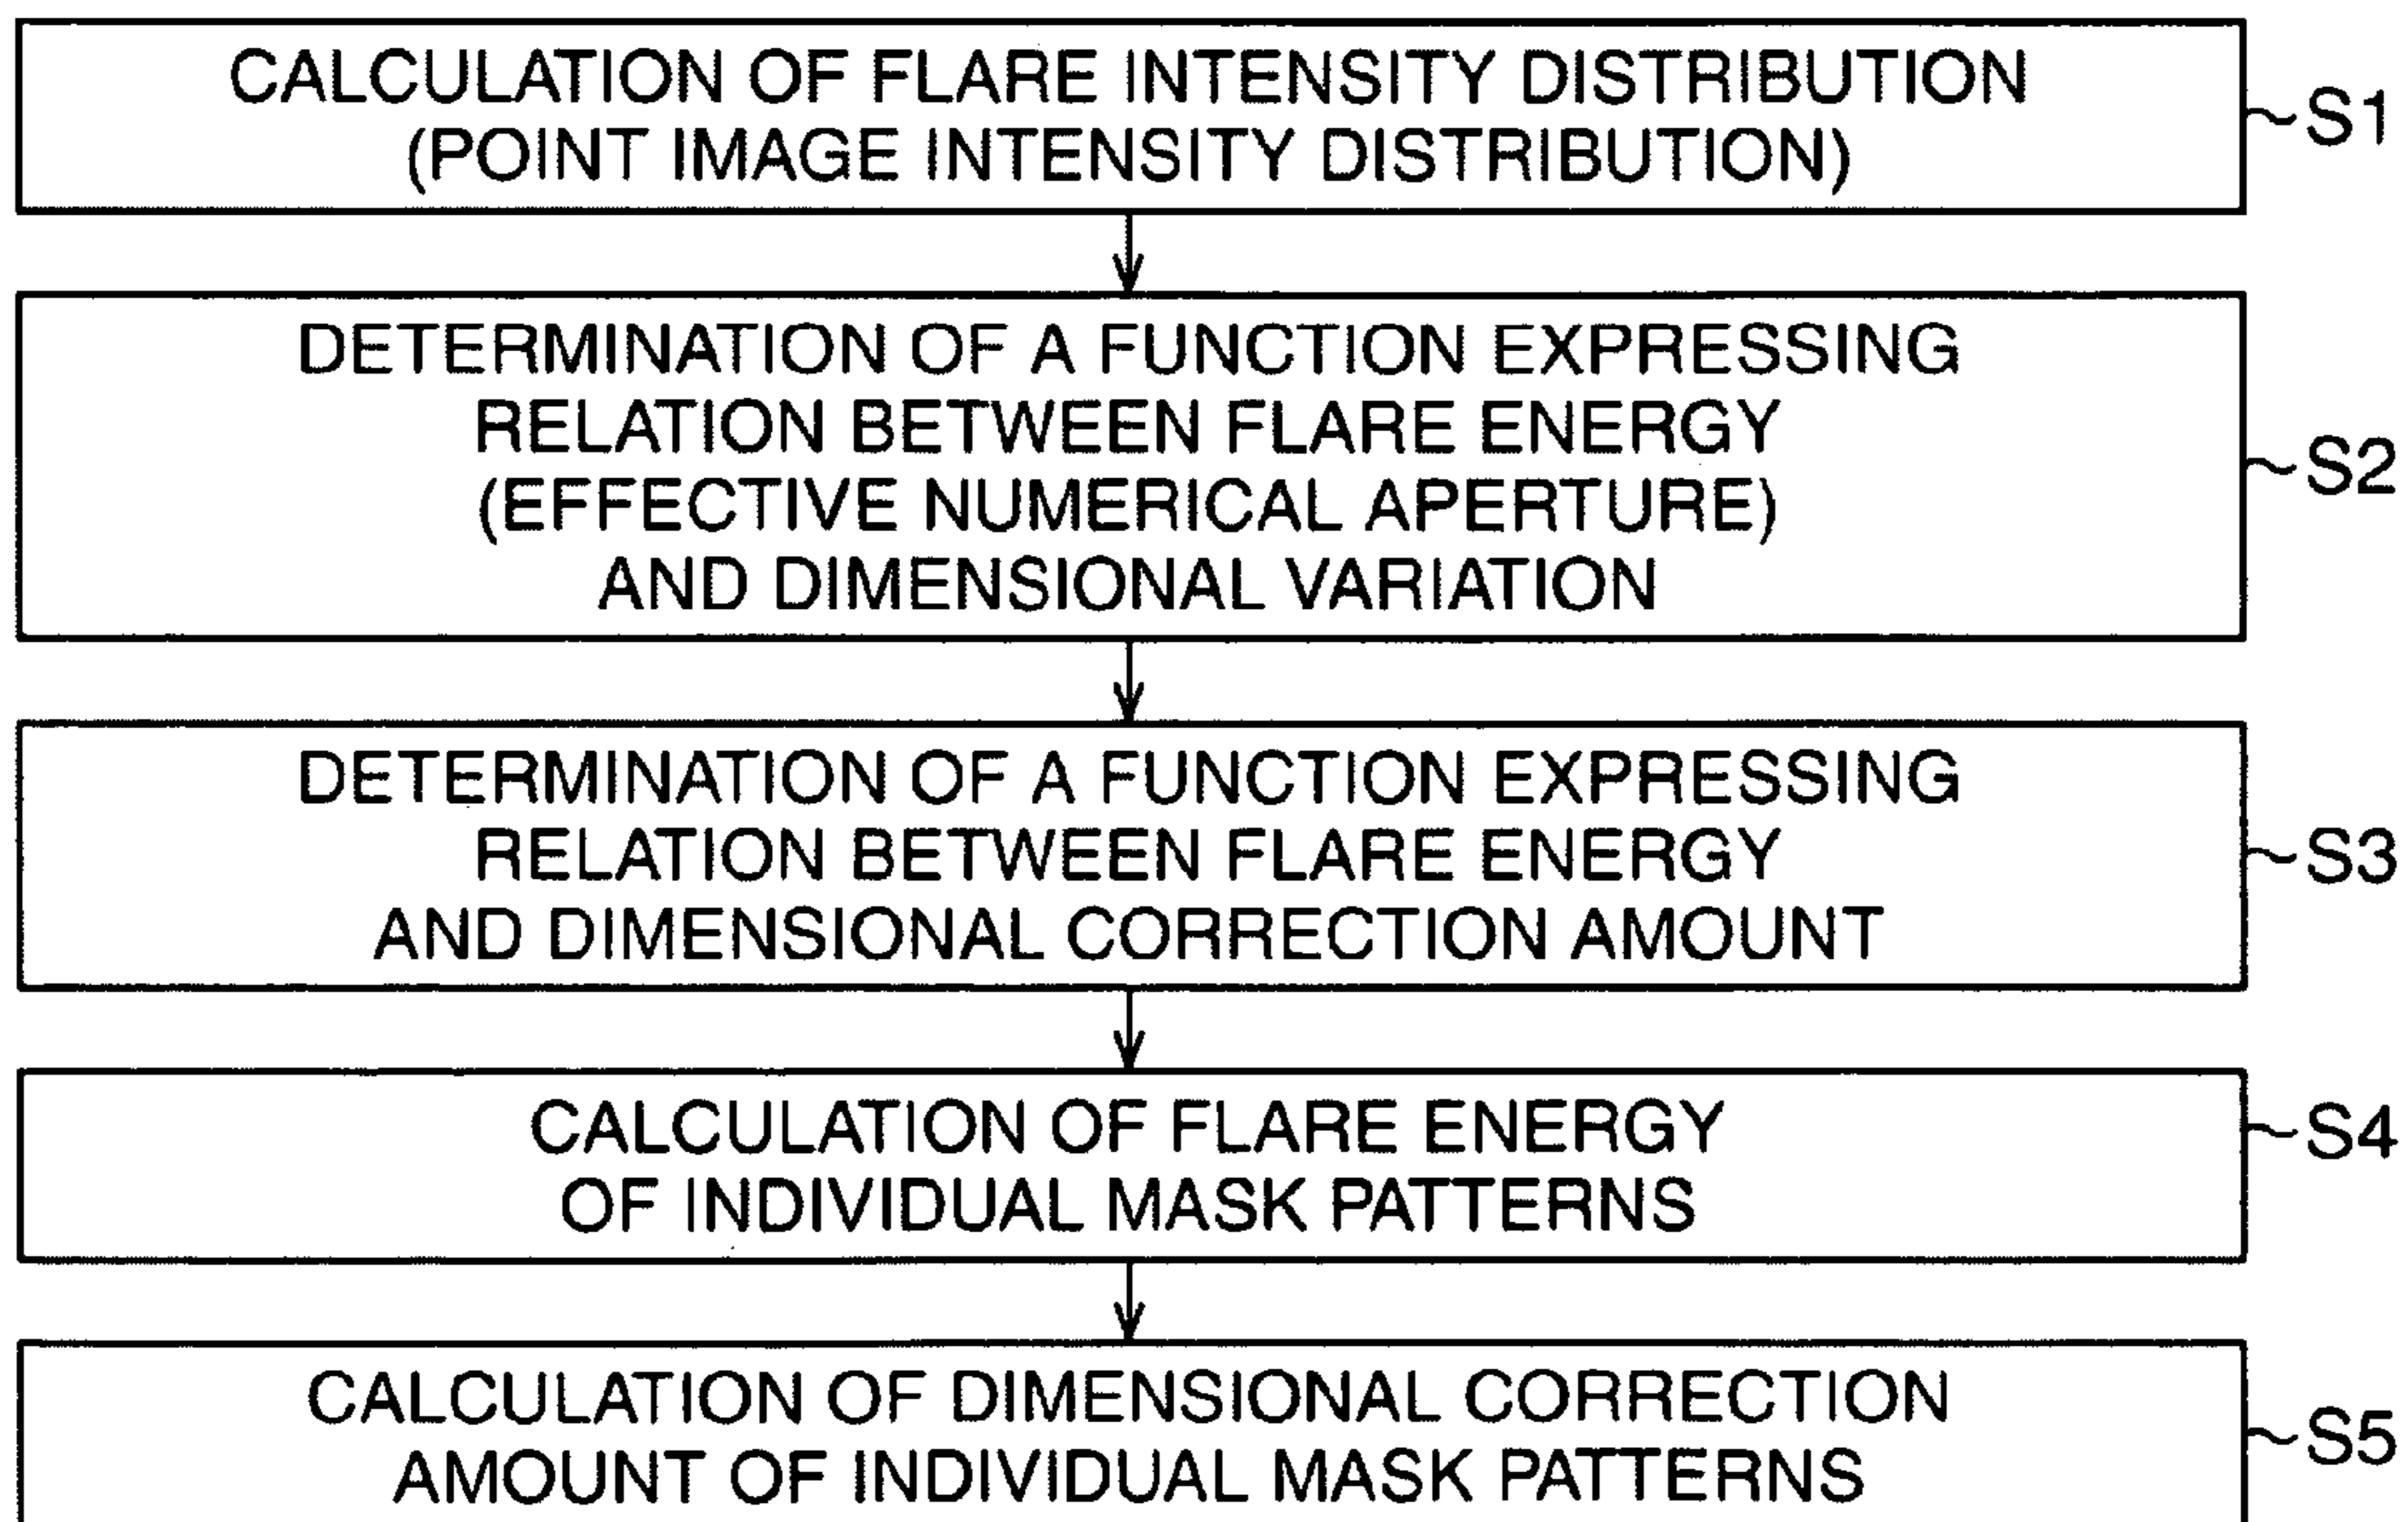 CALCULATION OF FLARE INTENSITY DISTRIBUTION
(POINT IMAGE INTENSITY DISTRIBUTION)
S1
DETERMINATION OF A FUNCTION EXPRESSING
RELATION BETWEEN FLARE ENERGY
(EFFECTIVE NUMERICAL APERTURE)
AND DIMENSIONAL VARIATION
S2
DETERMINATION OF A FUNCTION EXPRESSING
RELATION BETWEEN FLARE ENERGY
AND DIMENSIONAL CORRECTION AMOUNT
S3
CALCULATION OF FLARE ENERGY
OF INDIVIDUAL MASK PATTERNS
S4
CALCULATION OF DIMENSIONAL CORRECTION
AMOUNT OF INDIVIDUAL MASK PATTERNS
S5